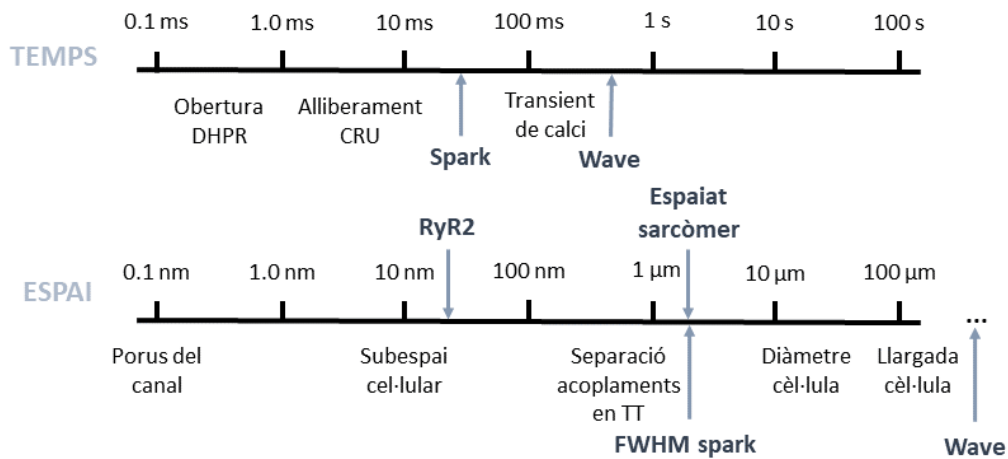 0.1 ms 1.0 ms 10 ms 100 ms 1 s 10 s 100 s
TEMPS
Obertura
DHPR
Alliberament
CRU
Transient
de calci
Spark
Wave
RyR2
Espaiat
sarcòmer
0.1 nm 1.0 nm 10 nm 100 nm 1 µm 10 µm 100 µm
ESPAI
...
Porus del
canal
Subespai
cel·lular
Separació
acoplaments
en TT
Diàmetre
cèl·lula
Llargada
cèl·lula
FWHM spark
Wave